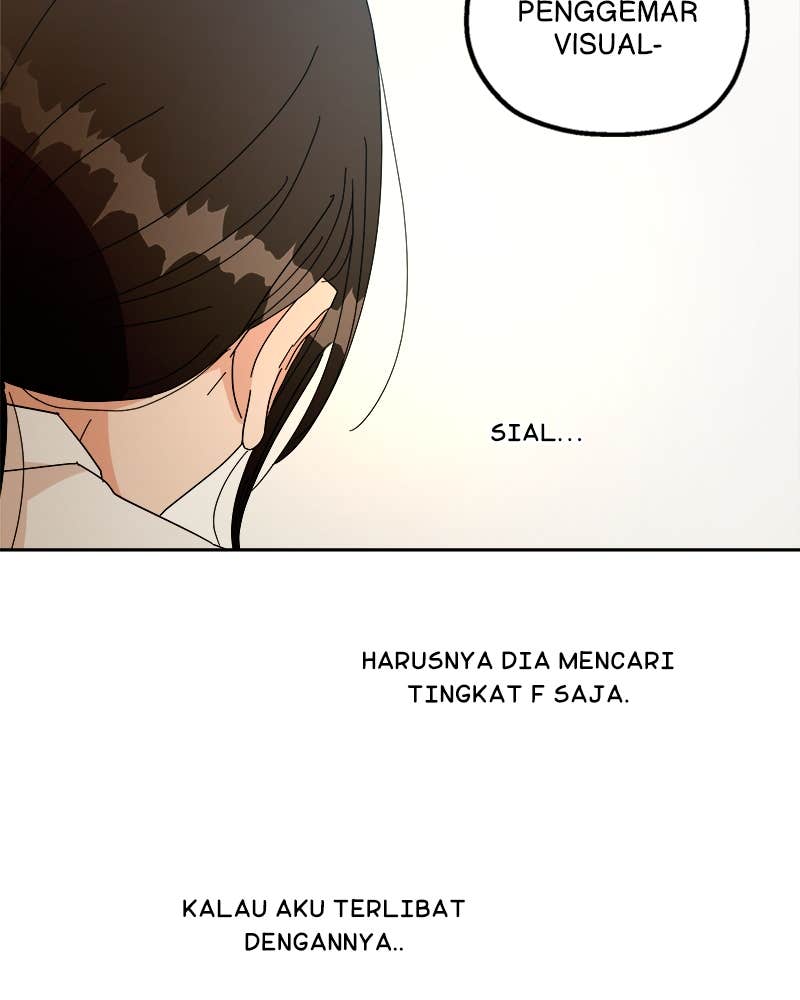 PENGGEMAR
VISUAL-
SIAL...
HARUSNYA DIA MENCARI
TINGKAT F SAJA.
KALAU AKU TERLIBAT
DENGANNYA..